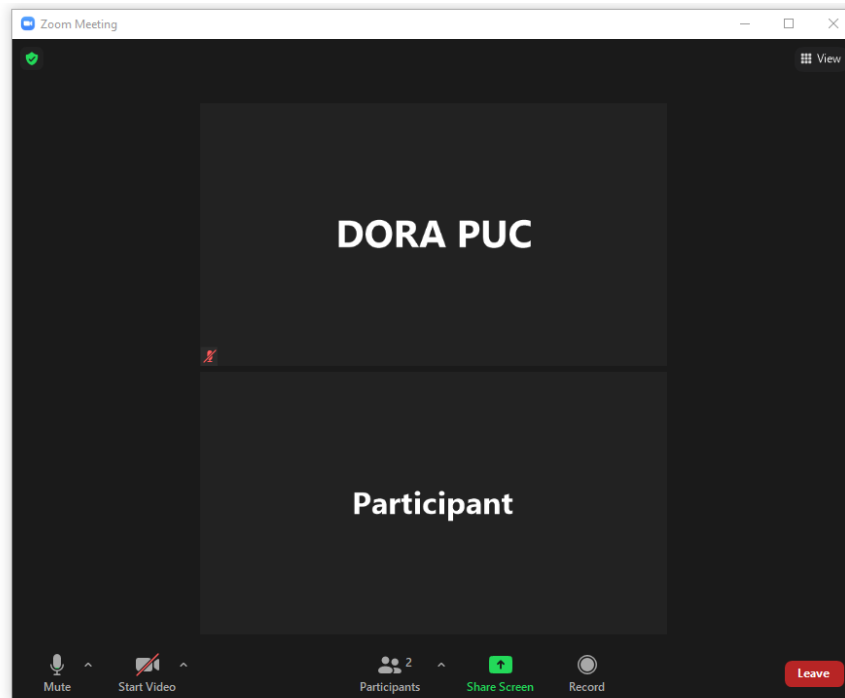 Zoom Meeting
View
DORA PUC
Participant
Mute
Start Video
2
Participants
Share Screen
Record
Leave